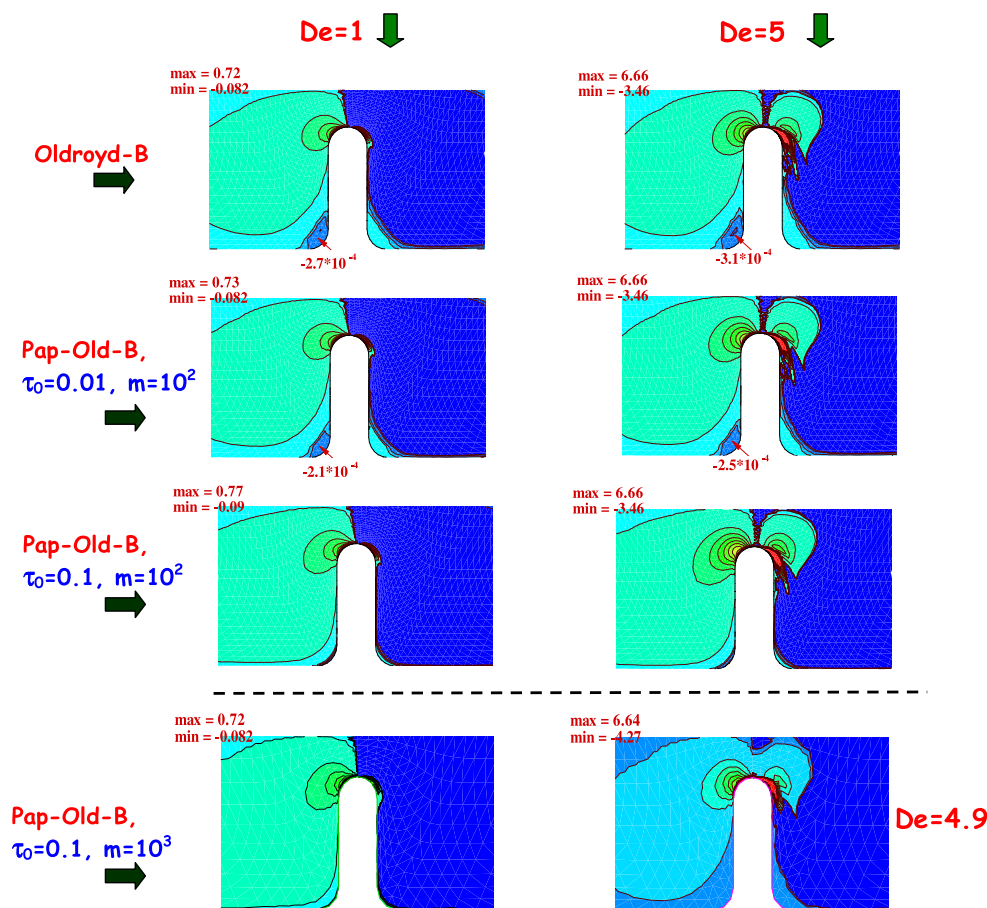 De=1
De=5
max = 0.72
min = -0.082
max = 6.66
min = -3.46
Oldroyd-B
-2.7*10⁻⁴
-3.1*10⁻⁴
max = 0.73
min = -0.082
max = 6.66
min = -3.46
Pap-Old-B,
τ₀=0.01, m=10²
-2.1*10⁻⁴
-2.5*10⁻⁴
max = 0.77
min = -0.09
max = 6.66
min = -3.46
Pap-Old-B,
τ₀=0.1, m=10²
max = 0.72
min = -0.082
max = 6.64
min = -4.27
Pap-Old-B,
τ₀=0.1, m=10³
De=4.9